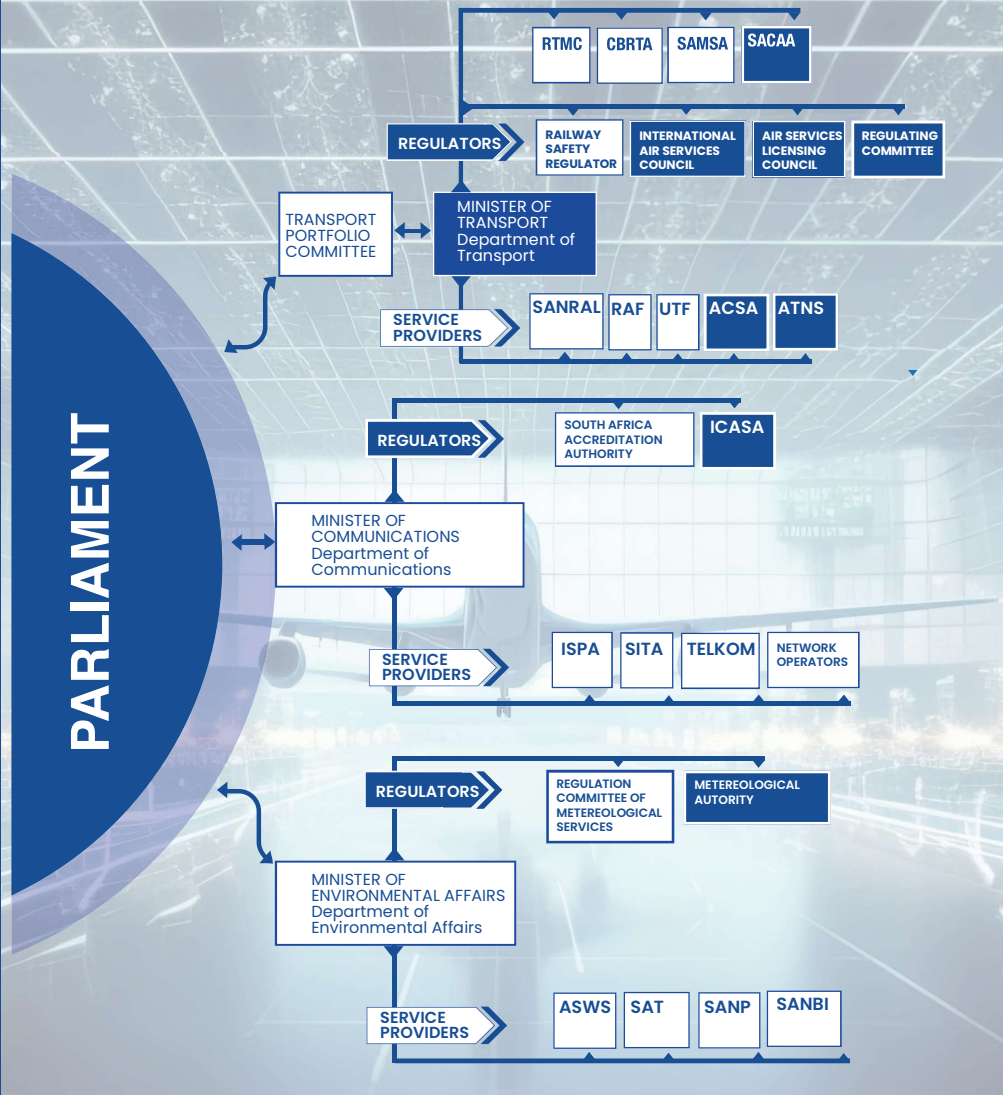 RTMC
CBRTA
SAMSA
SACAA
REGULATORS
RAILWAY
SAFETY
REGULATOR
INTERNATIONAL
AIR SERVICES
COUNCIL
AIR SERVICES
LICENSING
COUNCIL
REGULATING
COMMITTEE
TRANSPORT
PORTFOLIO
COMMITTEE
MINISTER OF
TRANSPORT
Department of
Transport
SERVICE
PROVIDERS
SANRAL
RAF
UTF
ACSA
ATNS
PARLIAMENT
REGULATORS
SOUTH AFRICA
ACCREDITATION
AUTHORITY
ICASA
MINISTER OF
COMMUNICATIONS
Department of
Communications
SERVICE
PROVIDERS
ISPA
SITA
TELKOM
NETWORK
OPERATORS
REGULATORS
REGULATION
COMMITTEE OF
METEREOLOGICAL
SERVICES
METEREOLOGICAL
AUTORITY
MINISTER OF
ENVIRONMENTAL AFFAIRS
Department of
Environmental Affairs
SERVICE
PROVIDERS
ASWS
SAT
SANP
SANBI